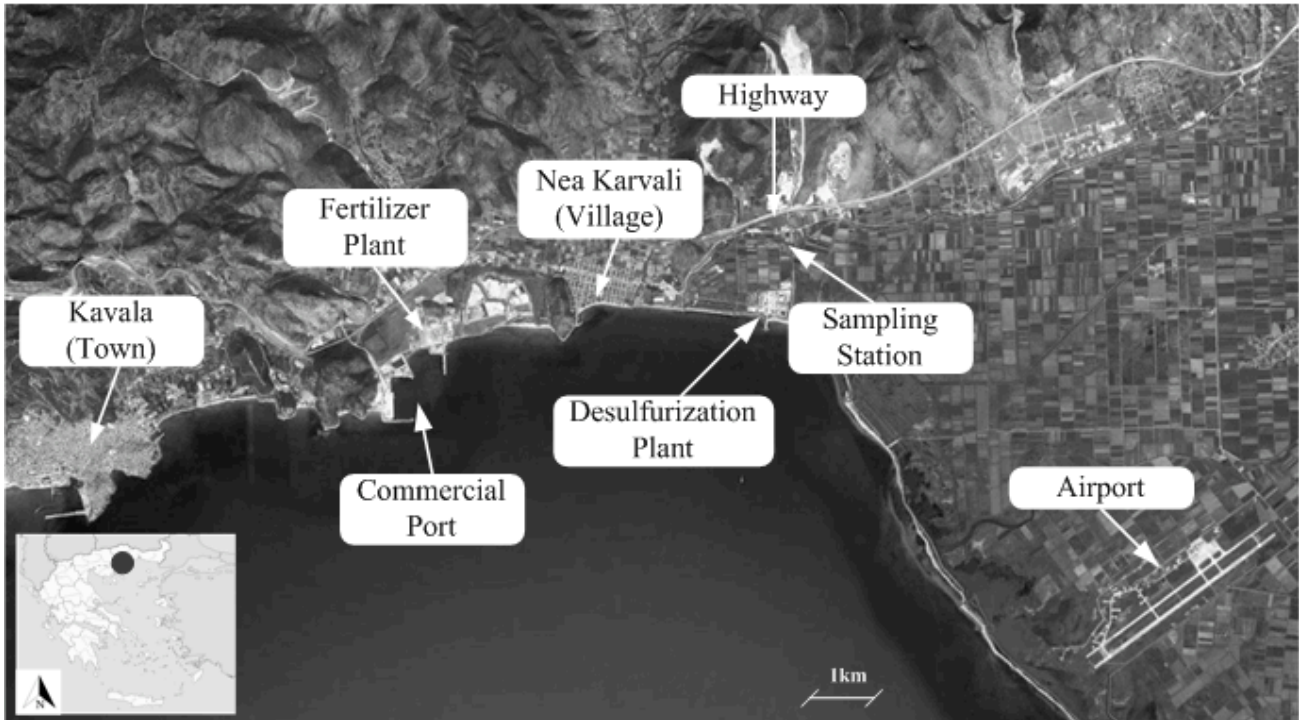 Highway
Nea Karvali
(Village)
Fertilizer
Plant
Kavala
(Town)
Sampling
Station
Desulfurization
Plant
Commercial
Port
Airport
1km
N